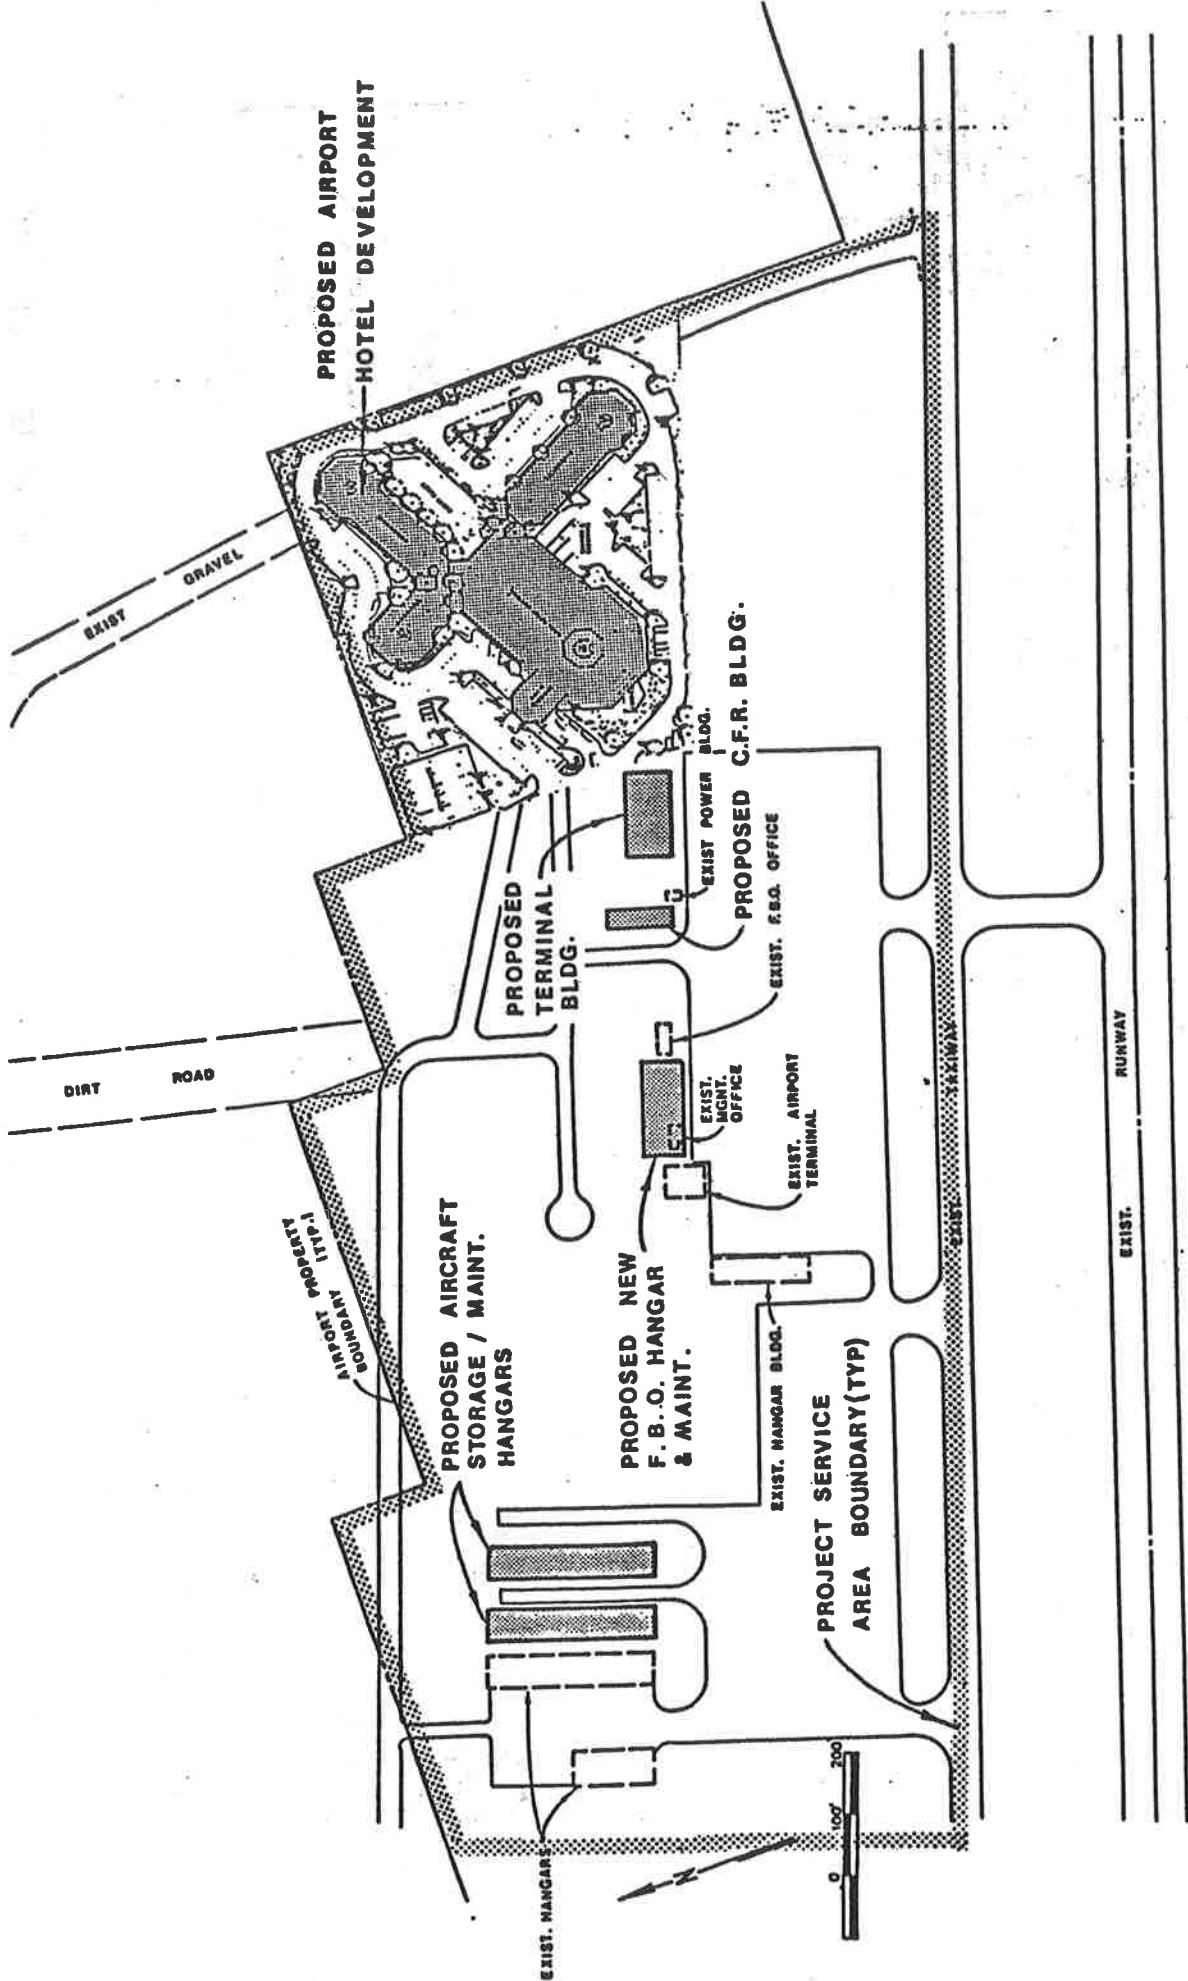 PROPOSED AIRPORT
HOTEL DEVELOPMENT
EXIST GRAVEL
DIRT ROAD
AIRPORT PROPERTY
BOUNDARY (TYP.)
PROPOSED
TERMINAL
BLDG.
EXIST POWER BLDG.
PROPOSED C.F.R. BLDG.
EXIST. F.B.O. OFFICE
EXIST.
MGNT.
OFFICE
EXIST. AIRPORT
TERMINAL
PROPOSED AIRCRAFT
STORAGE / MAINT.
HANGARS
PROPOSED NEW
F.B.O. HANGAR
& MAINT.
EXIST. HANGAR BLDG.
PROJECT SERVICE
AREA BOUNDARY (TYP)
EXIST. TAXIWAY
EXIST. RUNWAY
EXIST. HANGARS
N
0 100' 200'